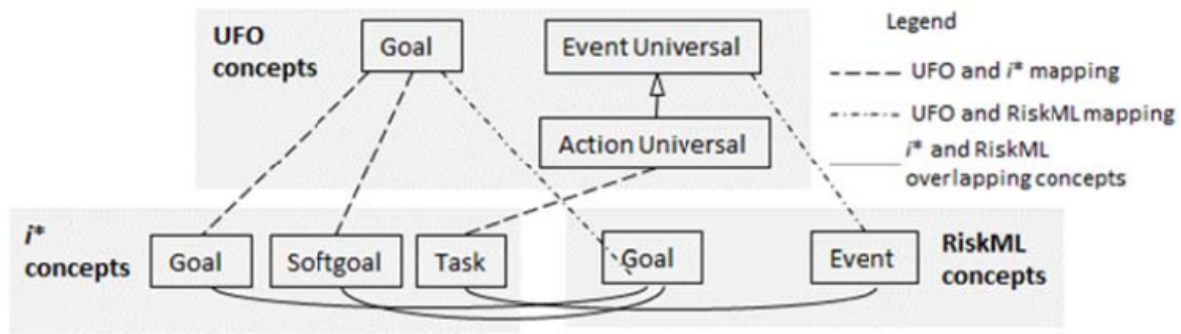 UFO
concepts
Goal
Event Universal
Action Universal
Legend
UFO and i* mapping
UFO and RiskML mapping
i* and RiskML
overlapping concepts
i*
concepts
Goal
Softgoal
Task
Goal
Event
RiskML
concepts